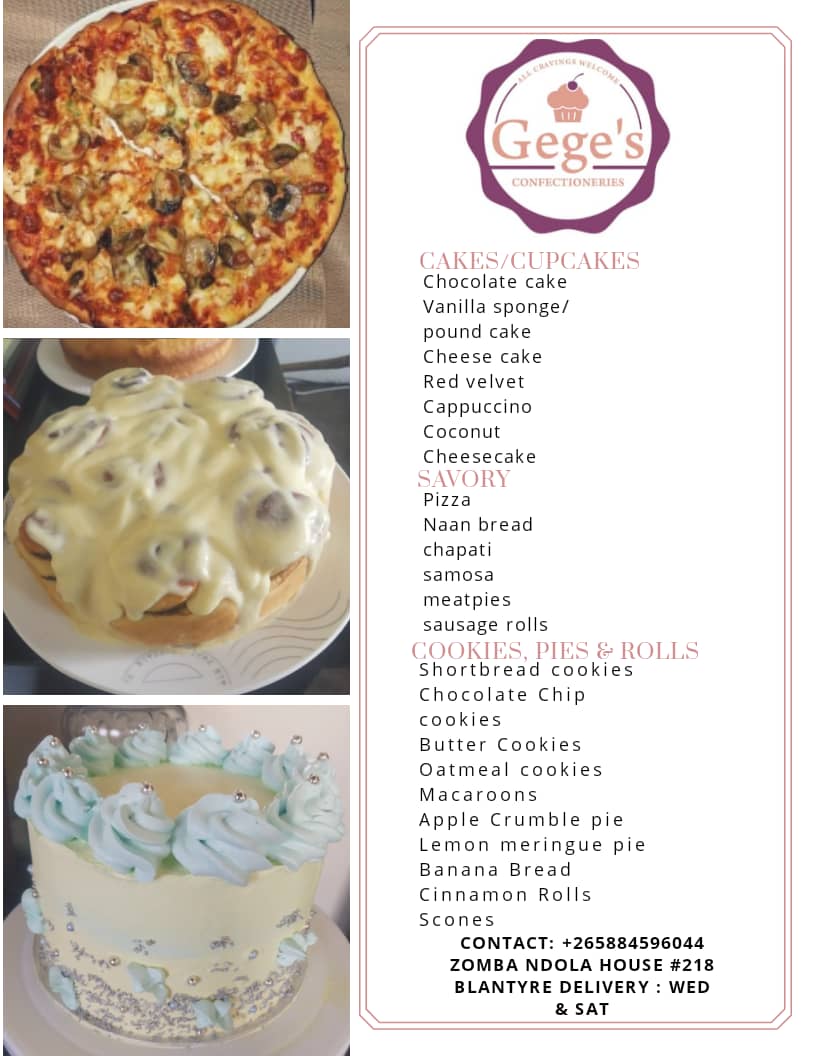 ALL CRAVINGS WELCOME
Gege's
CONFECTIONERIES
CAKES/CUPCAKES
Chocolate cake
Vanilla sponge/
pound cake
Cheese cake
Red velvet
Cappuccino
Coconut
Cheesecake
SAVORY
Pizza
Naan bread
chapati
samosa
meatpies
sausage rolls
COOKIES, PIES & ROLLS
Shortbread cookies
Chocolate Chip
cookies
Butter Cookies
Oatmeal cookies
Macaroons
Apple Crumble pie
Lemon meringue pie
Banana Bread
Cinnamon Rolls
Scones
CONTACT: +265884596044
ZOMBA NDOLA HOUSE #218
BLANTYRE DELIVERY : WED
& SAT